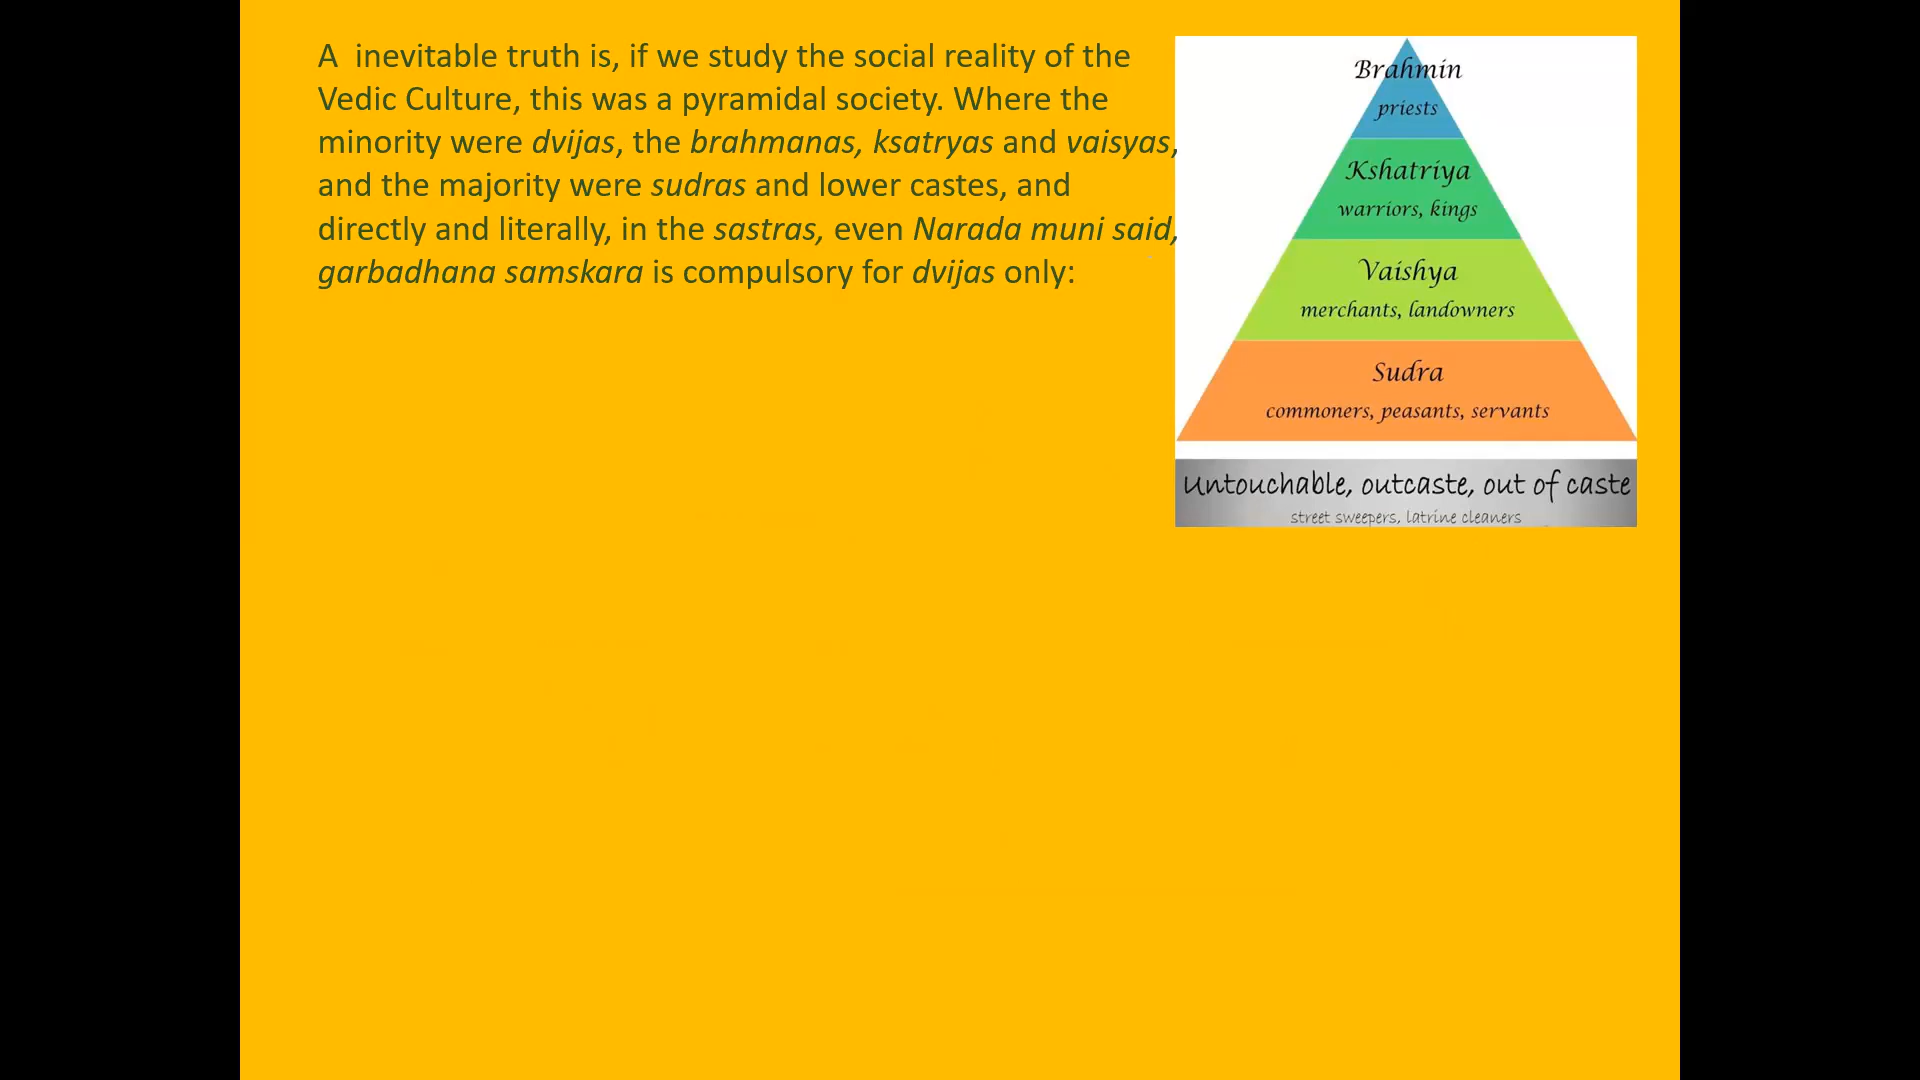 A  inevitable truth is, if we study the social reality of the
Vedic Culture, this was a pyramidal society. Where the
minority were dvijas, the brahmanas, ksatryas and vaisyas,
and the majority were sudras and lower castes, and
directly and literally, in the sastras, even Narada muni said,
garbadhana samskara is compulsory for dvijas only:
Brahmin
priests
Kshatriya
warriors, kings
Vaishya
merchants, landowners
Sudra
commoners, peasants, servants
Untouchable, outcaste, out of caste
street sweepers, latrine cleaners